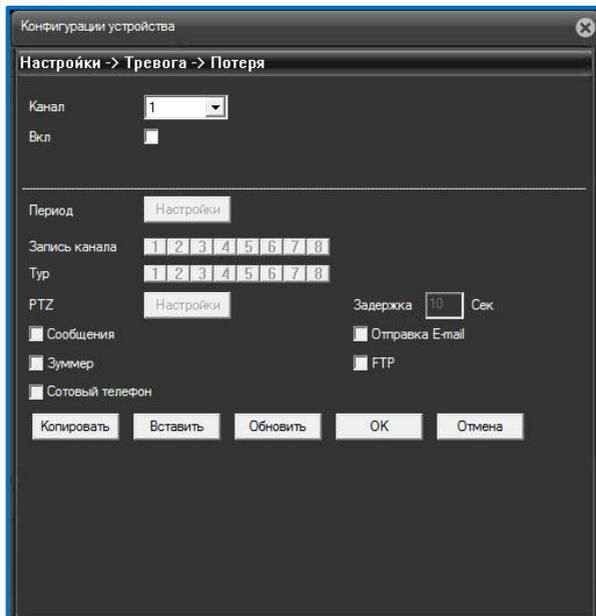 Конфигурации устройства
Настройки -> Тревога -> Потеря
Канал 1
Вкл
Период Настройки
Запись канала 1 2 3 4 5 6 7 8
Тур 1 2 3 4 5 6 7 8
PTZ Настройки Задержка 10 Сек
Сообщения Отправка E-mail
Зуммер FTP
Сотовый телефон
Копировать Вставить Обновить OK Отмена